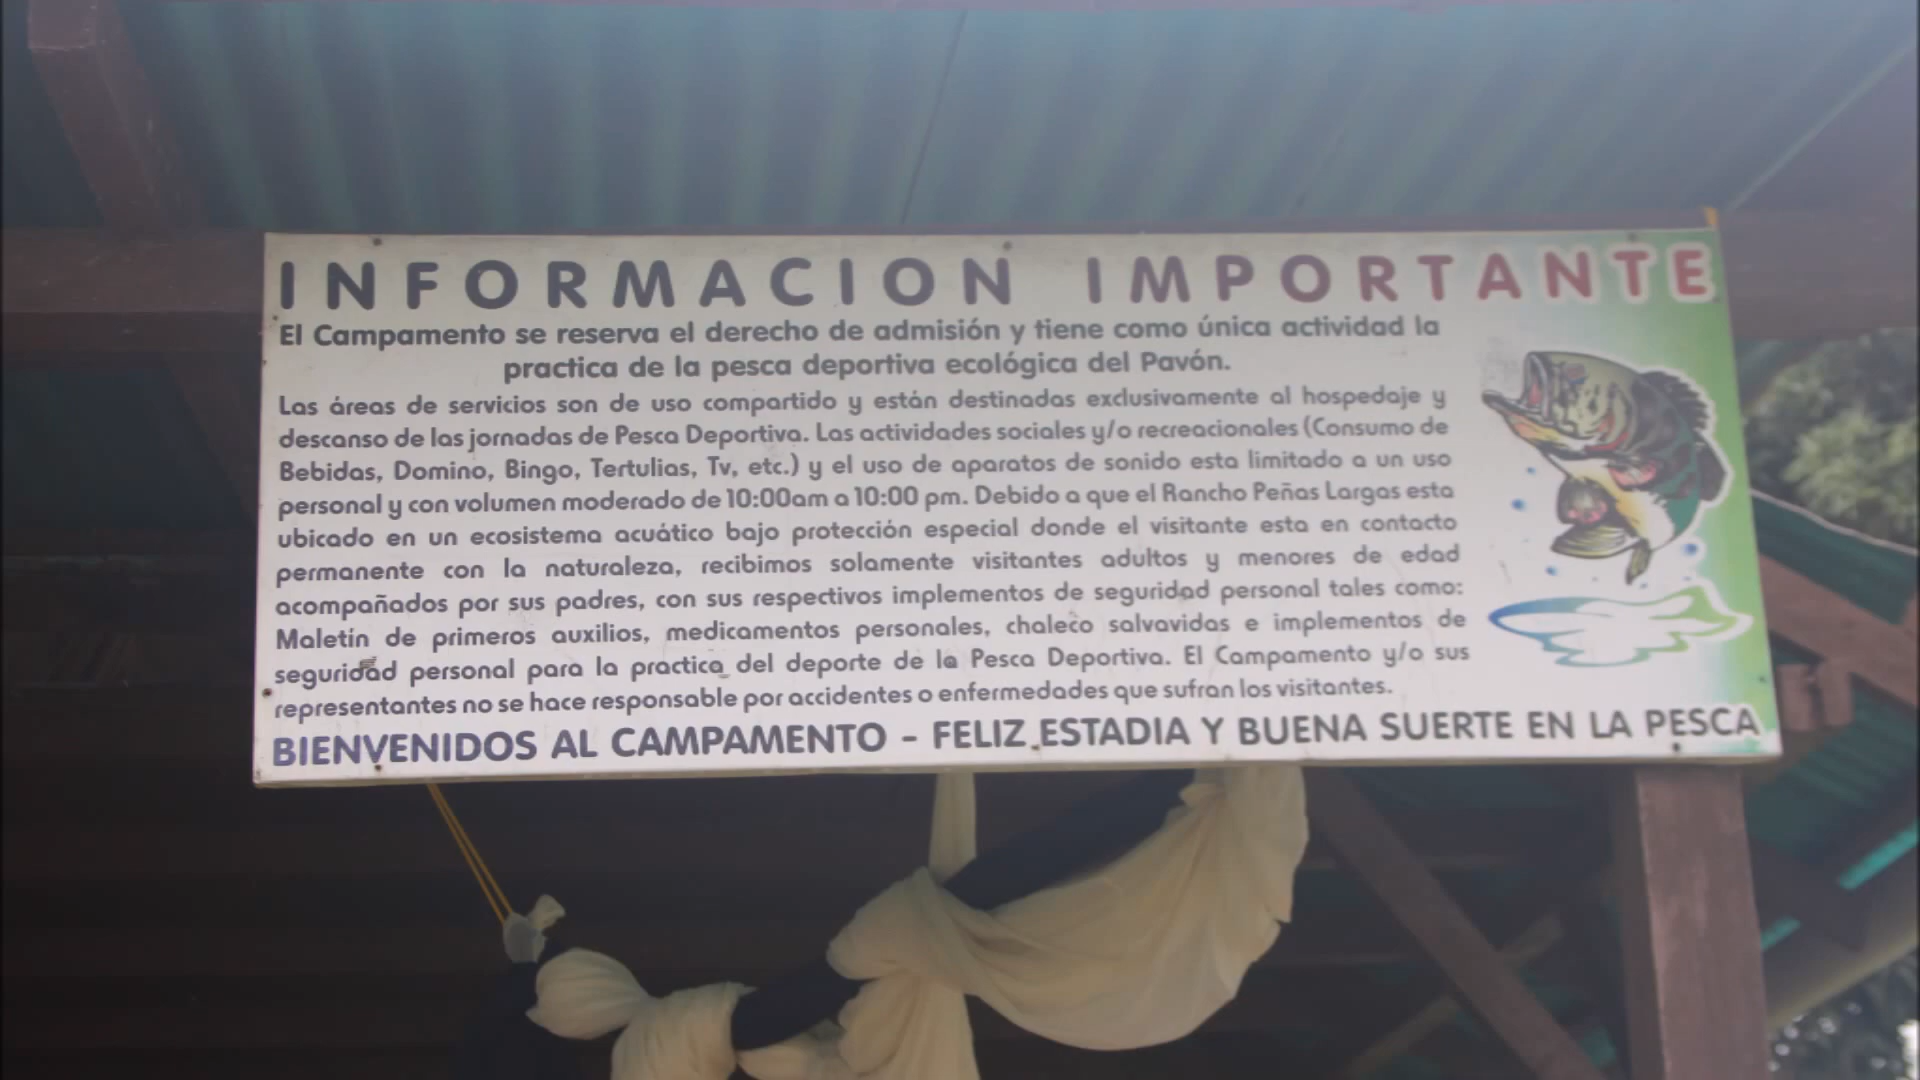 INFORMACION IMPORTANTE
El Campamento se reserva el derecho de admisión y tiene como única actividad la
practica de la pesca deportiva ecológica del Pavón.
Las áreas de servicios son de uso compartido y están destinadas exclusivamente al hospedaje y
descanso de las jornadas de Pesca Deportiva. Las actividades sociales y/o recreacionales (Consumo de
Bebidas, Domino, Bingo, Tertulias, Tv, etc.) y el uso de aparatos de sonido esta limitado a un uso
personal y con volumen moderado de 10:00am a 10:00 pm. Debido a que el Rancho Peñas Largas esta
ubicado en un ecosistema acuático bajo protección especial donde el visitante esta en contacto
permanente con la naturaleza, recibimos solamente visitantes adultos y menores de edad
acompañados por sus padres, con sus respectivos implementos de seguridad personal tales como:
Maletín de primeros auxilios, medicamentos personales, chaleco salvavidas e implementos de
seguridad personal para la practica del deporte de la Pesca Deportiva. El Campamento y/o sus
representantes no se hace responsable por accidentes o enfermedades que sufran los visitantes.
BIENVENIDOS AL CAMPAMENTO - FELIZ ESTADIA Y BUENA SUERTE EN LA PESCA